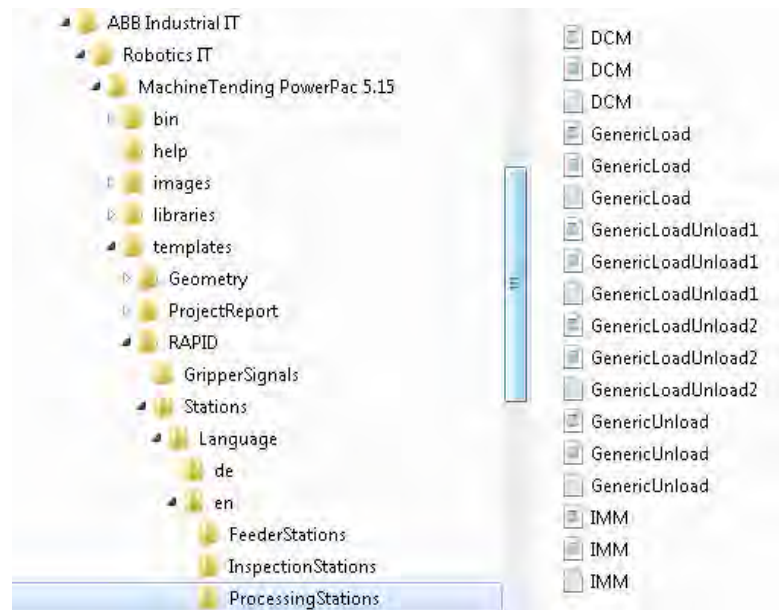 ABB Industrial IT
Robotics IT
MachineTending PowerPac 5.15
bin
help
images
libraries
templates
Geometry
ProjectReport
RAPID
GripperSignals
Stations
Language
de
en
FeederStations
InspectionStations
ProcessingStations
DCM
DCM
DCM
GenericLoad
GenericLoad
GenericLoad
GenericLoadUnload1
GenericLoadUnload1
GenericLoadUnload1
GenericLoadUnload2
GenericLoadUnload2
GenericLoadUnload2
GenericUnload
GenericUnload
GenericUnload
IMM
IMM
IMM